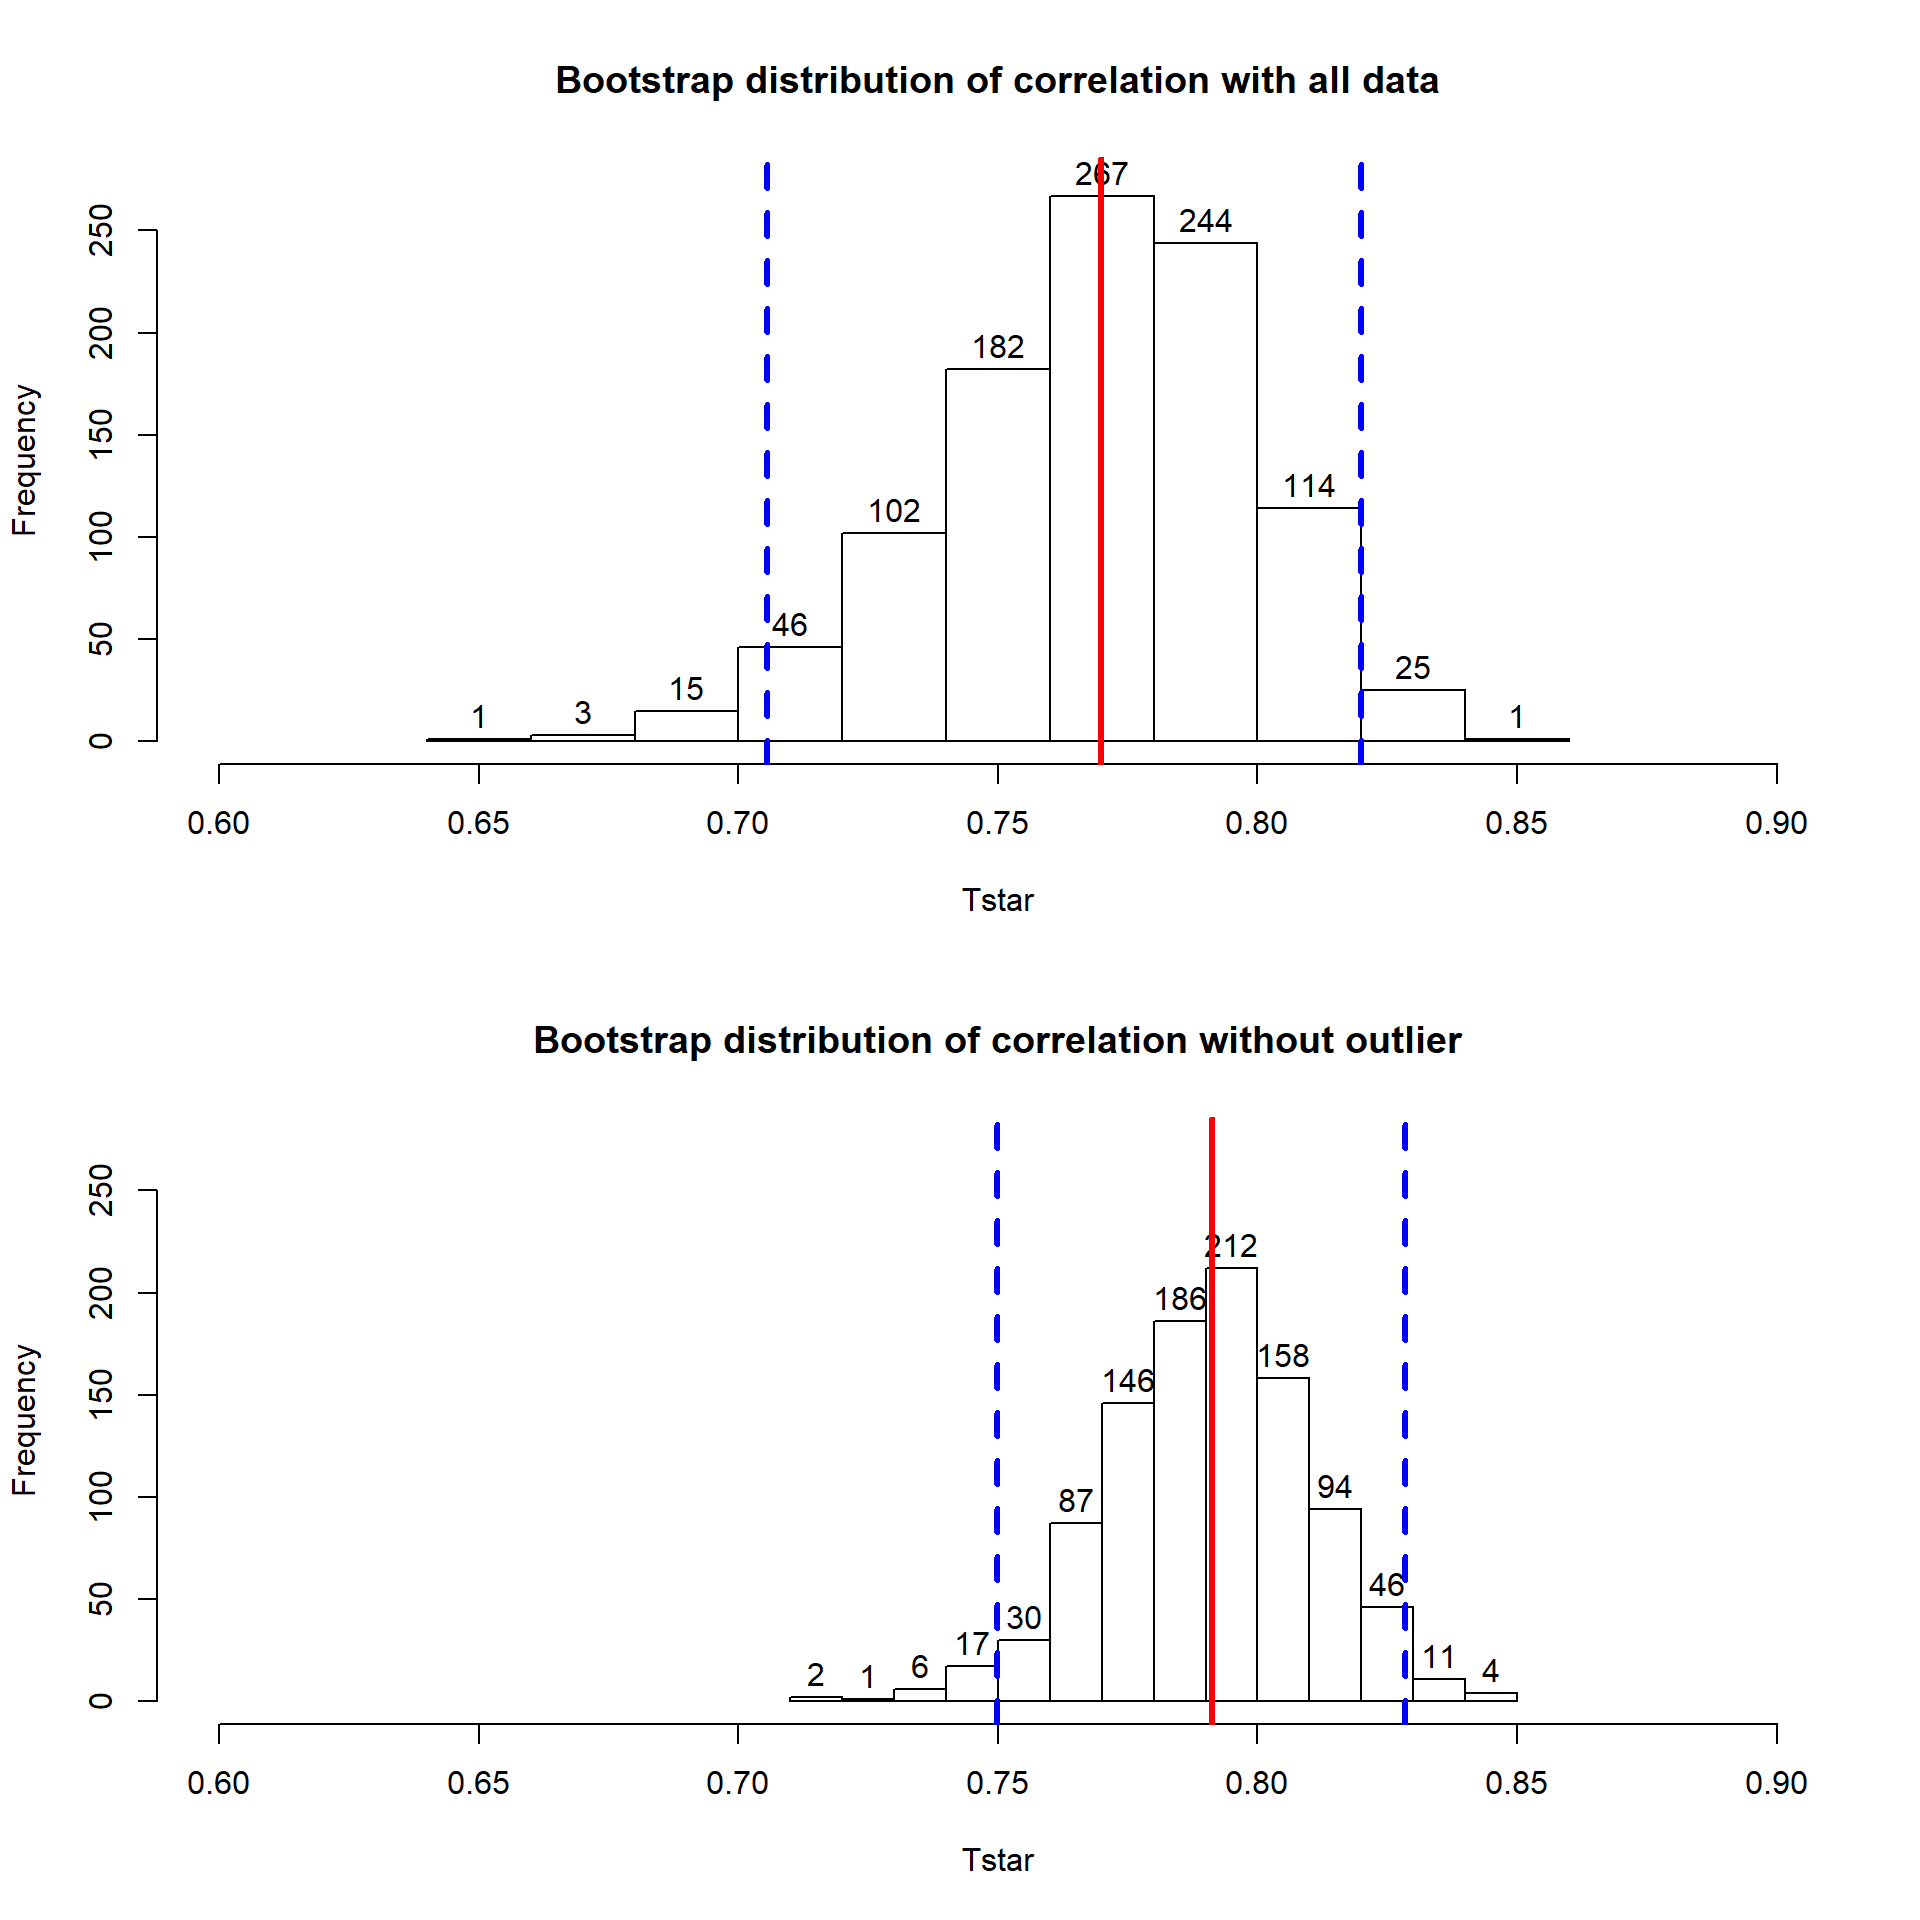 Bootstrap distribution of correlation with all data
267
244
182
114
102
46
25
15
3
1
1
Frequency
0 50 100 150 200 250
0.60 0.65 0.70 0.75 0.80 0.85 0.90
Tstar
Bootstrap distribution of correlation without outlier
212
186
158
146
94
87
46
30
17
11
6
4
2
1
Frequency
0 50 100 150 200 250
0.60 0.65 0.70 0.75 0.80 0.85 0.90
Tstar